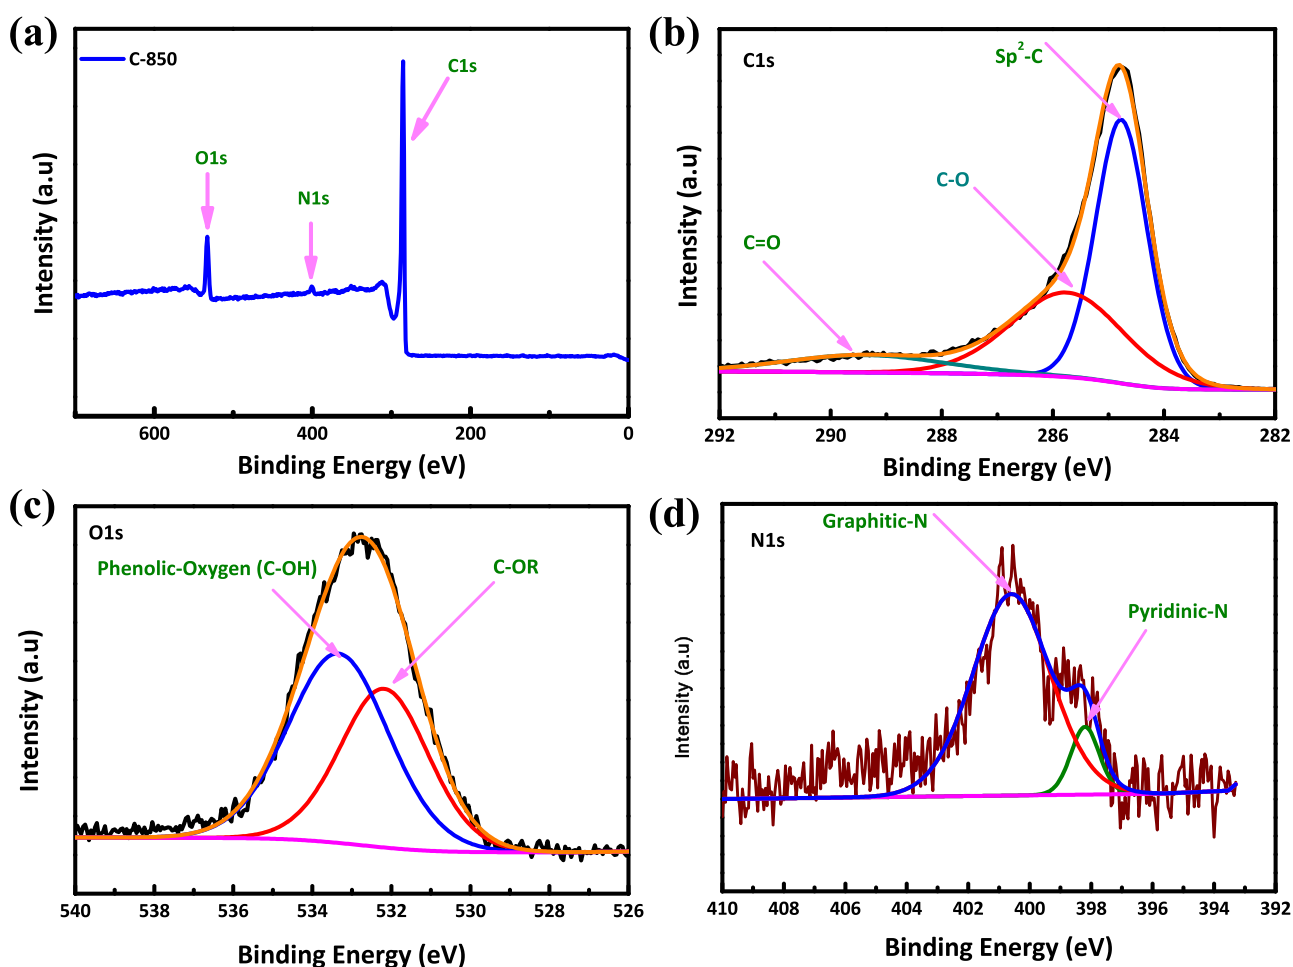 (a)
C-850
C1s
O1s
N1s
Intensity (a.u)
600 400 200 0
Binding Energy (eV)
(b)
C1s
Sp²-C
C-O
C=O
Intensity (a.u)
292 290 288 286 284 282
Binding Energy (eV)
(c)
O1s
Phenolic-Oxygen (C-OH)
C-OR
Intensity (a.u)
540 538 536 534 532 530 528 526
Binding Energy (eV)
(d)
Graphitic-N
N1s
Pyridinic-N
Intensity (a.u)
410 408 406 404 402 400 398 396 394 392
Binding Energy (eV)